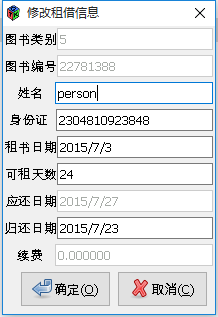 修改租借信息
图书类别 5
图书编号 22781388
姓名 person
身份证 2304810923848
租书日期 2015/7/3
可租天数 24
应还日期 2015/7/27
归还日期 2015/7/23
续费 0.000000
确定(O) 取消(C)